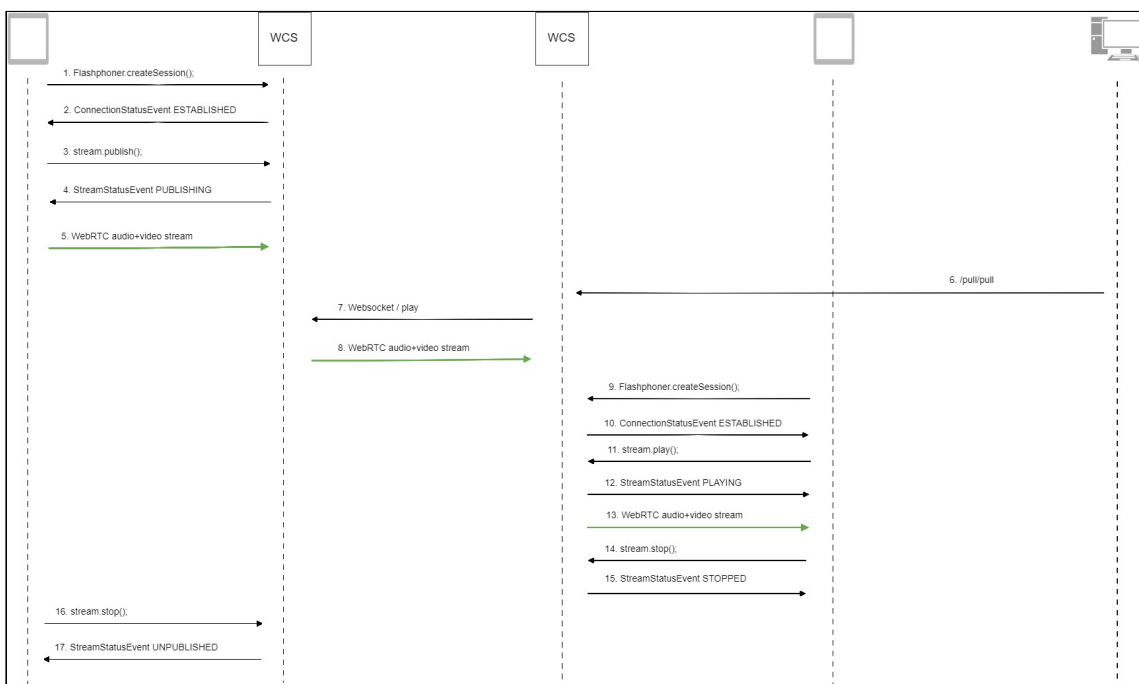 WCS
WCS
1. Flashphoner.createSession();
2. ConnectionStatusEvent ESTABLISHED
3. stream.publish();
4. StreamStatusEvent PUBLISHING
5. WebRTC audio+video stream
6. /pull/pull
7. Websocket / play
8. WebRTC audio+video stream
9. Flashphoner.createSession();
10. ConnectionStatusEvent ESTABLISHED
11. stream.play();
12. StreamStatusEvent PLAYING
13. WebRTC audio+video stream
14. stream.stop();
15. StreamStatusEvent STOPPED
16. stream.stop();
17. StreamStatusEvent UNPUBLISHED